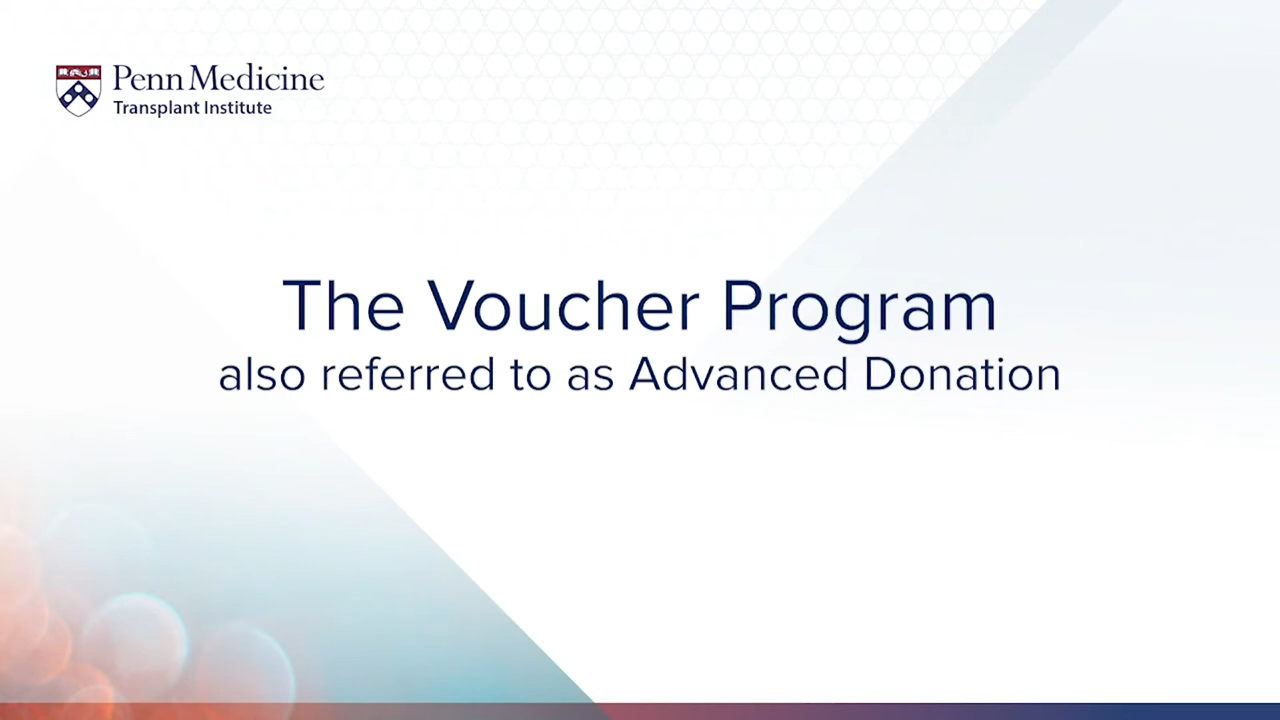 Penn Medicine
Transplant Institute
The Voucher Program
also referred to as Advanced Donation